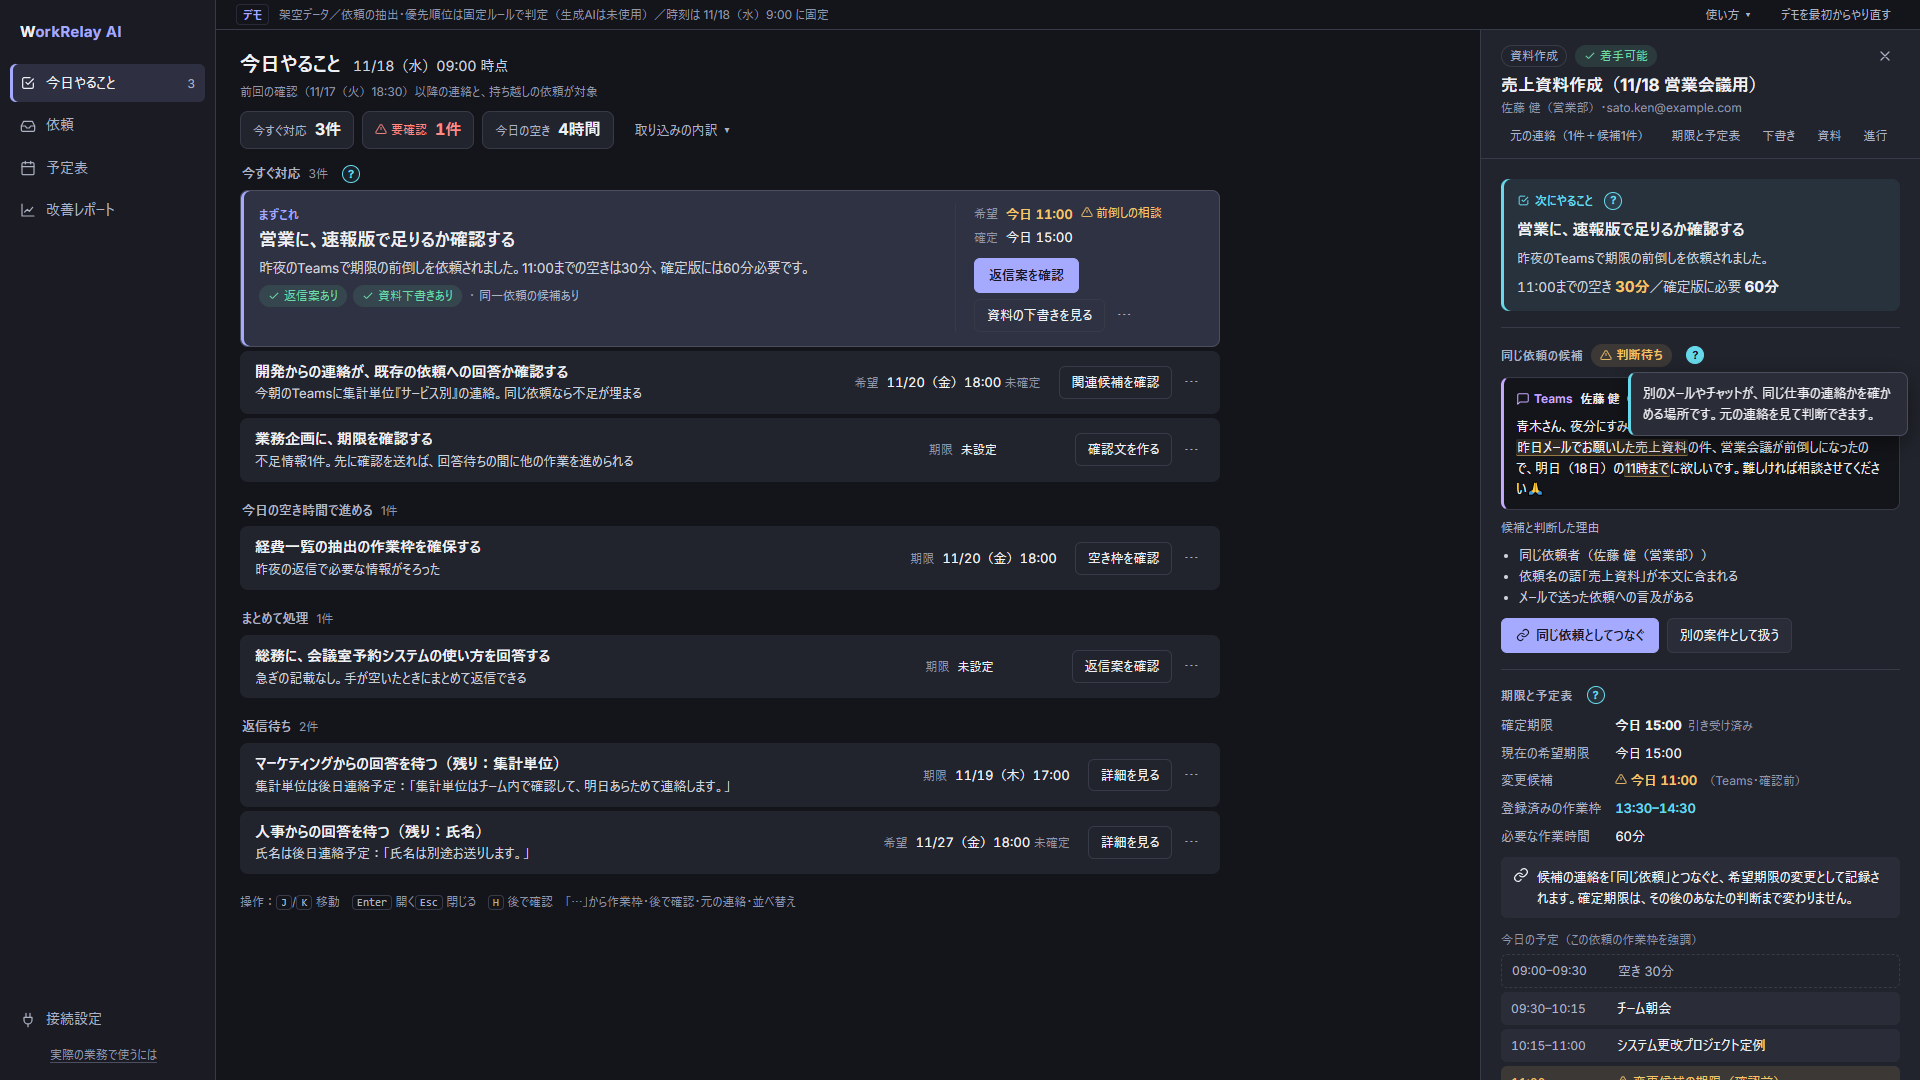 WorkRelay AI
今日やること 3
依頼
予定表
改善レポート
接続設定
実際の業務で使うには
デモ 架空データ／依頼の抽出・優先順位は固定ルールで判定（生成AIは未使用）／時刻は 11/18（水）9:00 に固定
使い方 ▼ デモを最初からやり直す
今日やること 11/18（水）09:00 時点
前回の確認（11/17（火）18:30）以降の連絡と、持ち越しの依頼が対象
今すぐ対応 3件 要確認 1件 今日の空き 4時間 取り込みの内訳 ▼
今すぐ対応 3件 ?
まずこれ
営業に、速報版で足りるか確認する
昨夜のTeamsで期限の前倒しを依頼されました。11:00までの空きは30分、確定版には60分必要です。
返信案あり 資料下書きあり ・同一依頼の候補あり
希望 今日 11:00 前倒しの相談
確定 今日 15:00
返信案を確認
資料の下書きを見る …
開発からの連絡が、既存の依頼への回答か確認する
今朝のTeamsに集計単位『サービス別』の連絡。同じ依頼なら不足が埋まる
希望 11/20（金）18:00 未確定 関連候補を確認 …
業務企画に、期限を確認する
不足情報1件。先に確認を送れば、回答待ちの間に他の作業を進められる
期限 未設定 確認文を作る …
今日の空き時間で進める 1件
経費一覧の抽出の作業枠を確保する
昨夜の返信で必要な情報がそろった
期限 11/20（金）18:00 空き枠を確認 …
まとめて処理 1件
総務に、会議室予約システムの使い方を回答する
急ぎの記載なし。手が空いたときにまとめて返信できる
期限 未設定 返信案を確認 …
返信待ち 2件
マーケティングからの回答を待つ（残り：集計単位）
集計単位は後日連絡予定：「集計単位はチーム内で確認して、明日あらためて連絡します。」
期限 11/19（木）17:00 詳細を見る …
人事からの回答を待つ（残り：氏名）
氏名は後日連絡予定：「氏名は別途お送りします。」
希望 11/27（金）18:00 未確定 詳細を見る …
操作： J / K 移動 Enter 開く Esc 閉じる H 後で確認 「…」から作業枠・後で確認・元の連絡・並べ替え
資料作成 着手可能
売上資料作成（11/18 営業会議用）
佐藤 健（営業部）・sato.ken@example.com
元の連絡（1件＋候補1件） 期限と予定表 下書き 資料 進行
次にやること ?
営業に、速報版で足りるか確認する
昨夜のTeamsで期限の前倒しを依頼されました。
11:00までの空き 30分／確定版に必要 60分
同じ依頼の候補 判断待ち ?
別のメールやチャットが、同じ仕事の連絡かを確かめる場所です。元の連絡を見て判断できます。
Teams 佐藤 健
青木さん、夜分にすみ
昨日メールでお願いした売上資料の件、営業会議が前倒しになったの
で、明日（18日）の11時までに欲しいです。難しければ相談させてくださ
い🙏
候補と判断した理由
• 同じ依頼者（佐藤 健（営業部））
• 依頼名の語「売上資料」が本文に含まれる
• メールで送った依頼への言及がある
同じ依頼としてつなぐ 別の案件として扱う
期限と予定表 ?
確定期限 今日 15:00 引き受け済み
現在の希望期限 今日 15:00
変更候補 今日 11:00 （Teams・確認前）
登録済みの作業枠 13:30–14:30
必要な作業時間 60分
候補の連絡を「同じ依頼」とつなぐと、希望期限の変更として記録さ
れます。確定期限は、その後のあなたの判断まで変わりません。
今日の予定（この依頼の作業枠を強調）
09:00–09:30 空き 30分
09:30–10:15 チーム朝会
10:15–11:00 システム更改プロジェクト定例